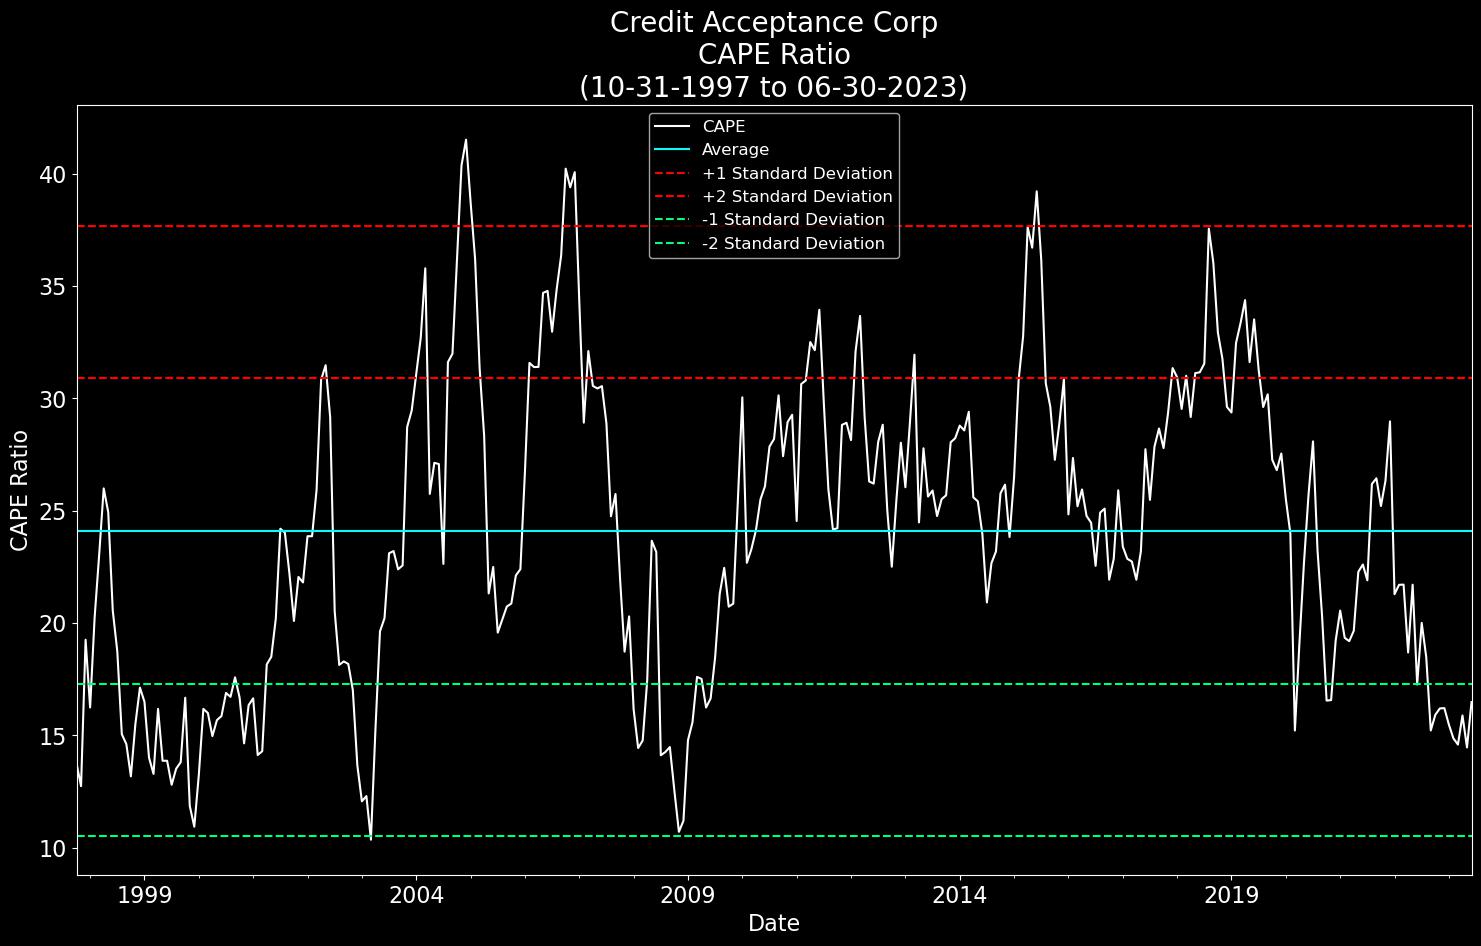 Credit Acceptance Corp
CAPE Ratio
(10-31-1997 to 06-30-2023)
CAPE
Average
+1 Standard Deviation
+2 Standard Deviation
-1 Standard Deviation
-2 Standard Deviation
40
35
30
25
20
15
10
CAPE Ratio
1999 2004 2009 2014 2019
Date